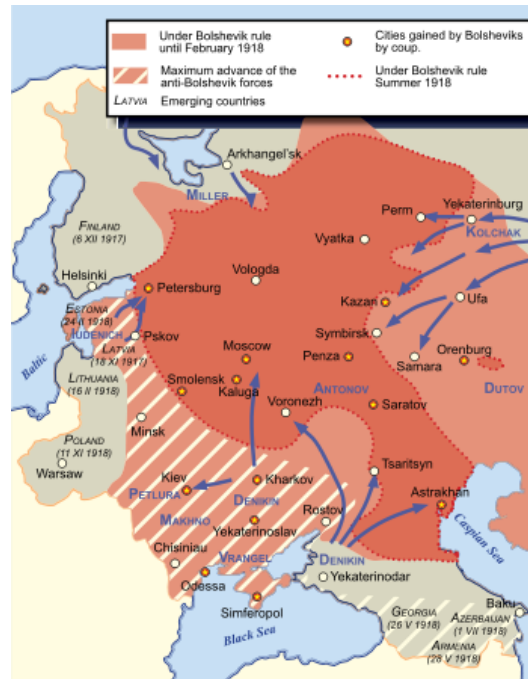 Under Bolshevik rule
until February 1918
Cities gained by Bolsheviks
by coup.
Maximum advance of the
anti-Bolshevik forces
Under Bolshevik rule
Summer 1918
LATVIA Emerging countries
Arkhangel'sk
MILLER
Perm
Yekaterinburg
KOLCHAK
FINLAND
(6 XII 1917)
Vyatka
Helsinki
Vologda
Petersburg
Kazan
Ufa
ESTONIA
(24 II 1918)
IUDENICH
Pskov
Symbirsk
LATVIA
(18 XI 1917)
Moscow
Penza
Samara
Orenburg
Baltic
LITHUANIA
(16 II 1918)
Smolensk
Kaluga
ANTONOV
DUTOV
Voronezh
Saratov
Minsk
POLAND
(11 XI 1918)
Warsaw
Kiev
Kharkov
Tsaritsyn
PETLURA
DENIKIN
Astrakhan
MAKHNO
Rostov
Yekaterinoslav
Chisiniau
VRANGEL
DENIKIN
Caspian Sea
Odessa
Yekaterinodar
Simferopol
Baku
GEORGIA
(26 V 1918)
AZERBAIJAN
(1 VII 1918)
Black Sea
ARMENIA
(28 V 1918)